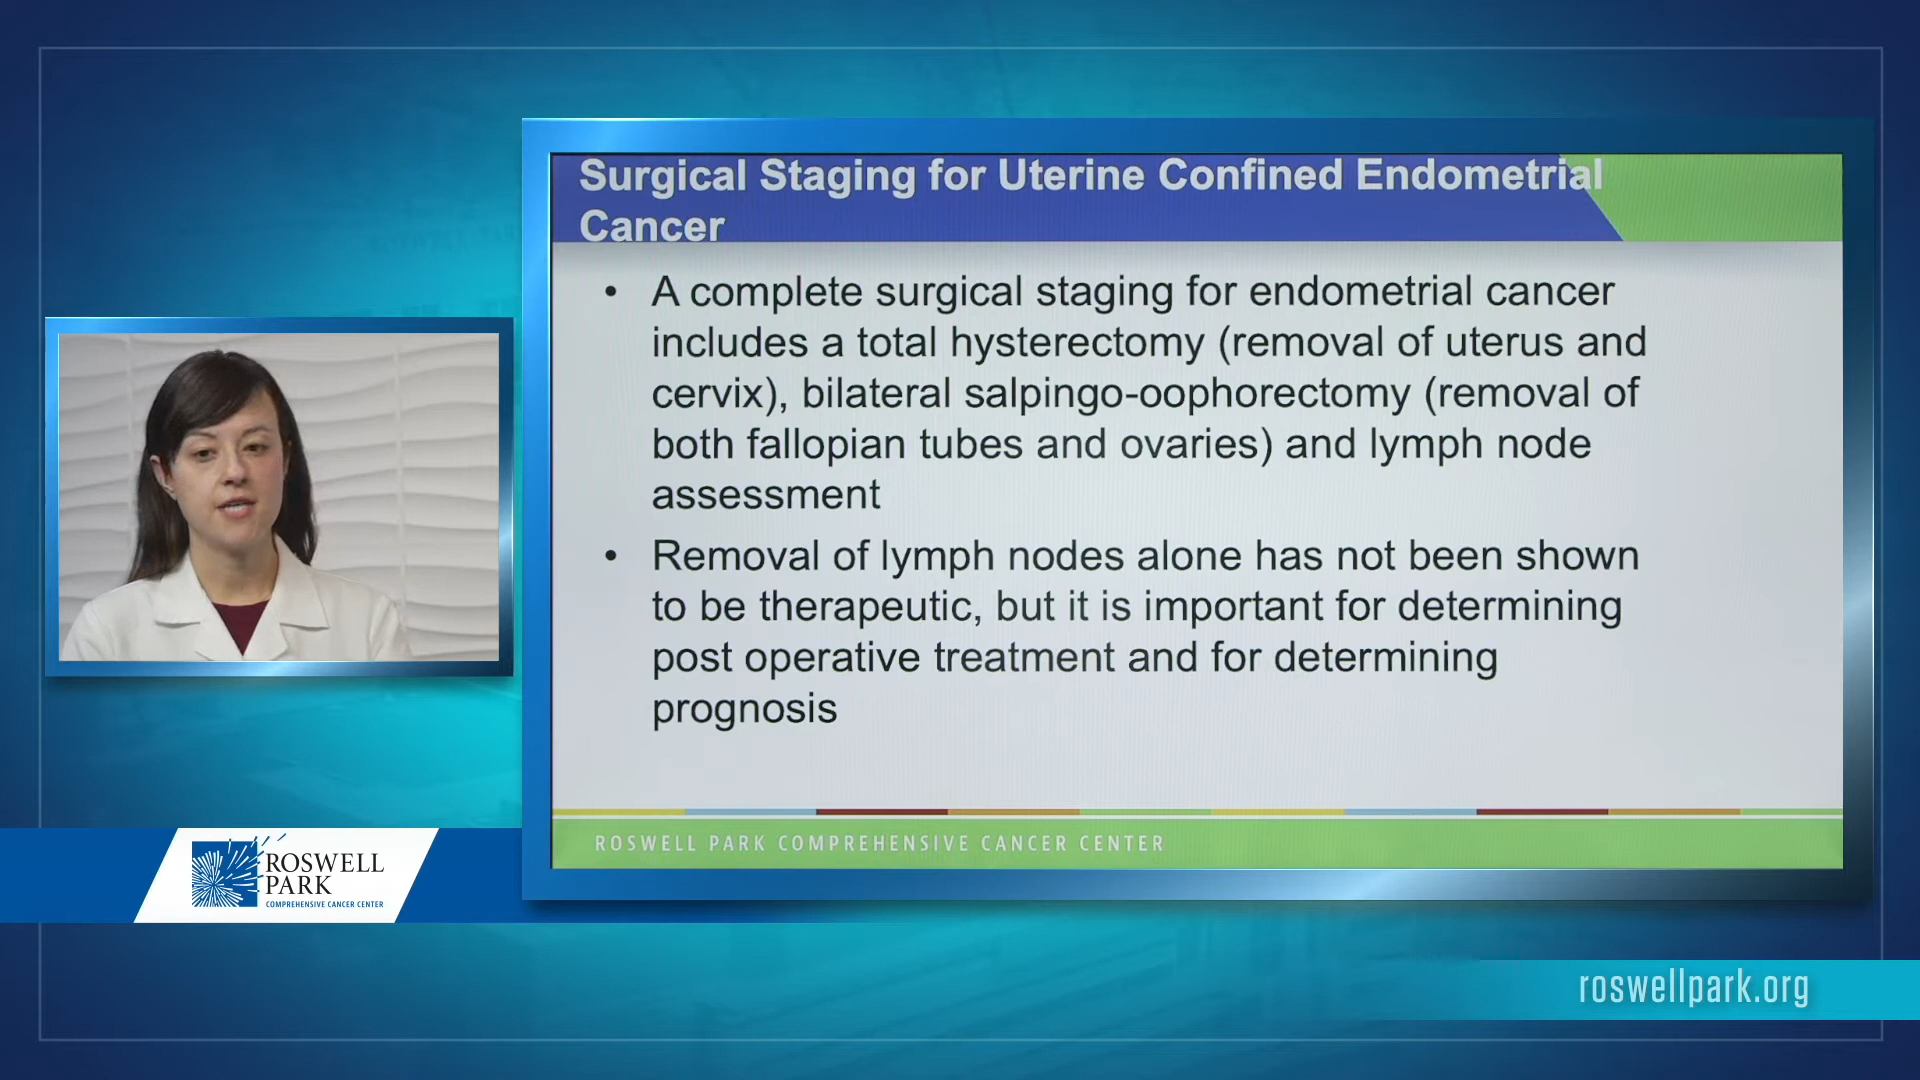 Surgical Staging for Uterine Confined Endometrial
Cancer
• A complete surgical staging for endometrial cancer
includes a total hysterectomy (removal of uterus and
cervix), bilateral salpingo-oophorectomy (removal of
both fallopian tubes and ovaries) and lymph node
assessment
• Removal of lymph nodes alone has not been shown
to be therapeutic, but it is important for determining
post operative treatment and for determining
prognosis
ROSWELL PARK COMPREHENSIVE CANCER CENTER
ROSWELL
PARK
COMPREHENSIVE CANCER CENTER
roswellpark.org